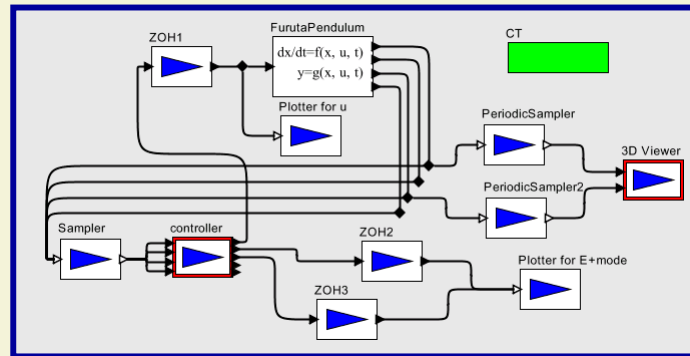 ZOH1
FurutaPendulum
dx/dt=f(x, u, t)
y=g(x, u, t)
CT
Plotter for u
PeriodicSampler
3D Viewer
PeriodicSampler2
Sampler
controller
ZOH2
Plotter for E+mode
ZOH3